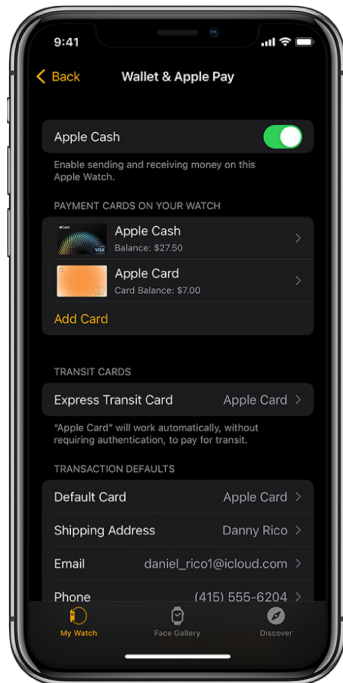 9:41
Back
Wallet & Apple Pay
Apple Cash
Enable sending and receiving money on this
Apple Watch.
PAYMENT CARDS ON YOUR WATCH
Apple Cash
Balance: $27.50
Apple Card
Card Balance: $7.00
Add Card
TRANSIT CARDS
Express Transit Card Apple Card
“Apple Card” will work automatically, without
requiring authentication, to pay for transit.
TRANSACTION DEFAULTS
Default Card Apple Card
Shipping Address Danny Rico
Email daniel_rico1@icloud.com
Phone (415) 555-6204
My Watch Face Gallery Discover